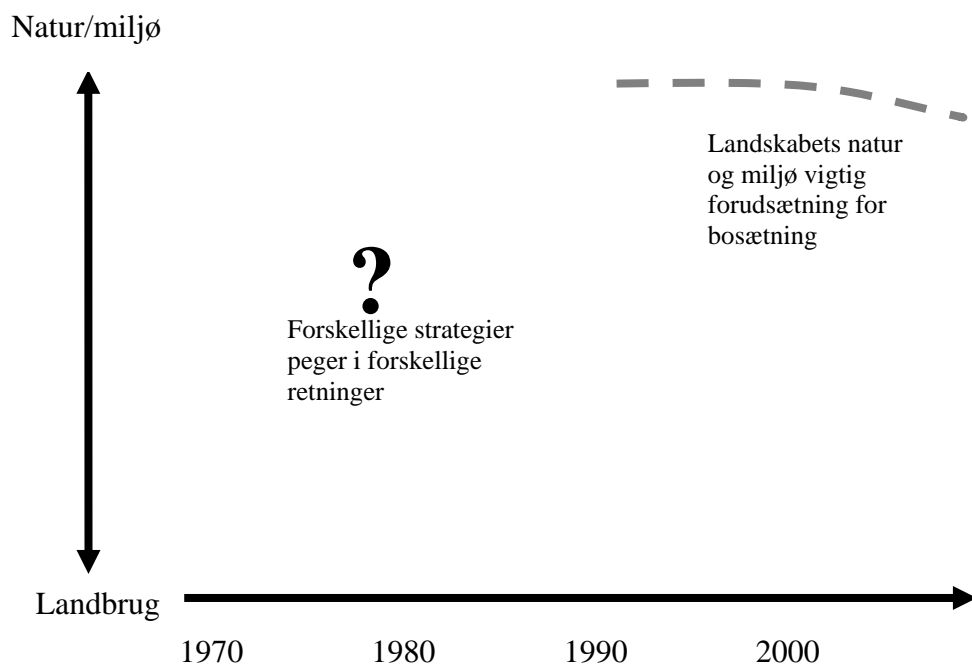 Natur/miljø
Landskabets natur
og miljø vigtig
forudsætning for
bosætning
?
Forskellige strategier
peger i forskellige
retninger
Landbrug
1970 1980 1990 2000